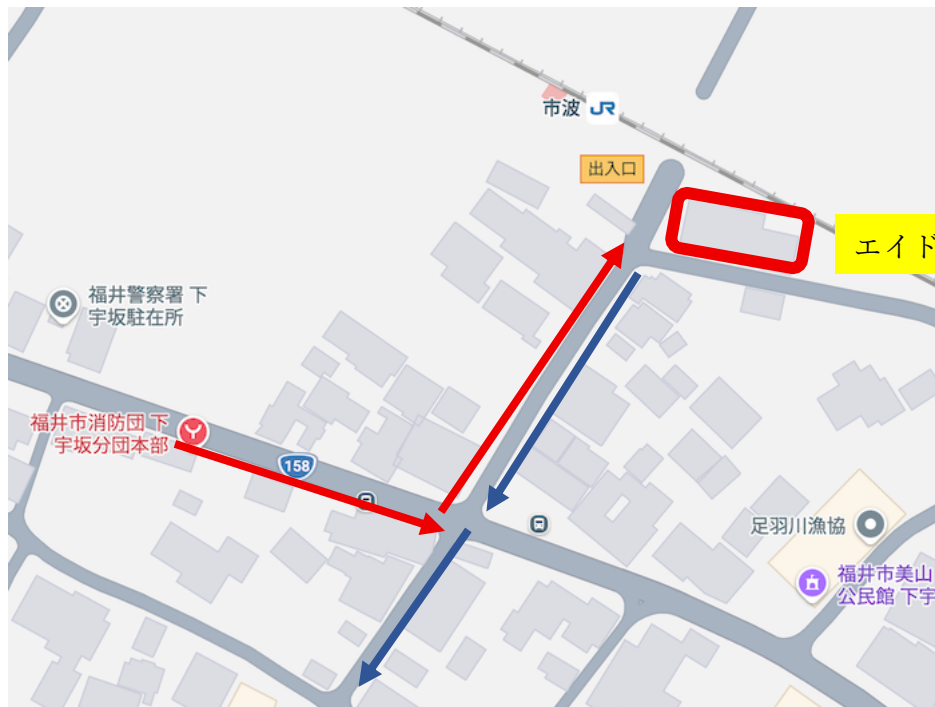 市波 JR
出入口
エイド
福井警察署 下
宇坂駐在所
福井市消防団 下
宇坂分団本部
158
足羽川漁協
福井市美山
公民館 下宇